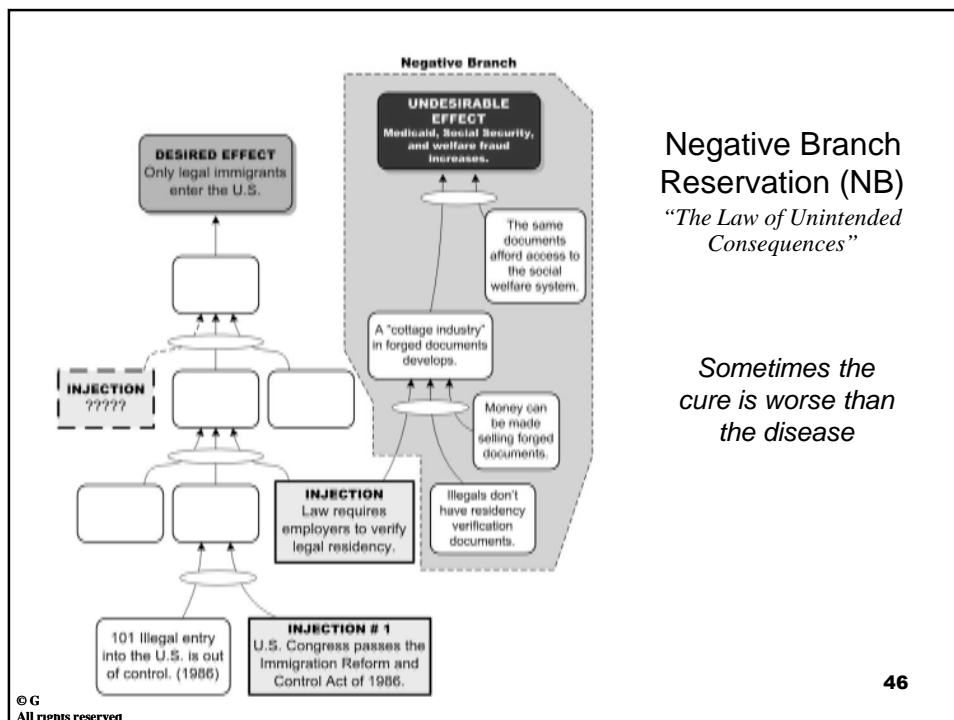 Negative Branch
UNDESIRABLE
EFFECT
Medicaid, Social Security,
and welfare fraud
increases.
DESIRED EFFECT
Only legal immigrants
enter the U.S.
The same
documents
afford access to
the social
welfare system.
A "cottage industry"
in forged documents
develops.
INJECTION
?????
Money can
be made
selling forged
documents.
INJECTION
Law requires
employers to verify
legal residency.
Illegals don't
have residency
verification
documents.
101 Illegal entry
into the U.S. is out
of control. (1986)
INJECTION # 1
U.S. Congress passes the
Immigration Reform and
Control Act of 1986.
Negative Branch
Reservation (NB)
“The Law of Unintended
Consequences”
Sometimes the
cure is worse than
the disease
46
© G
All rights reserved